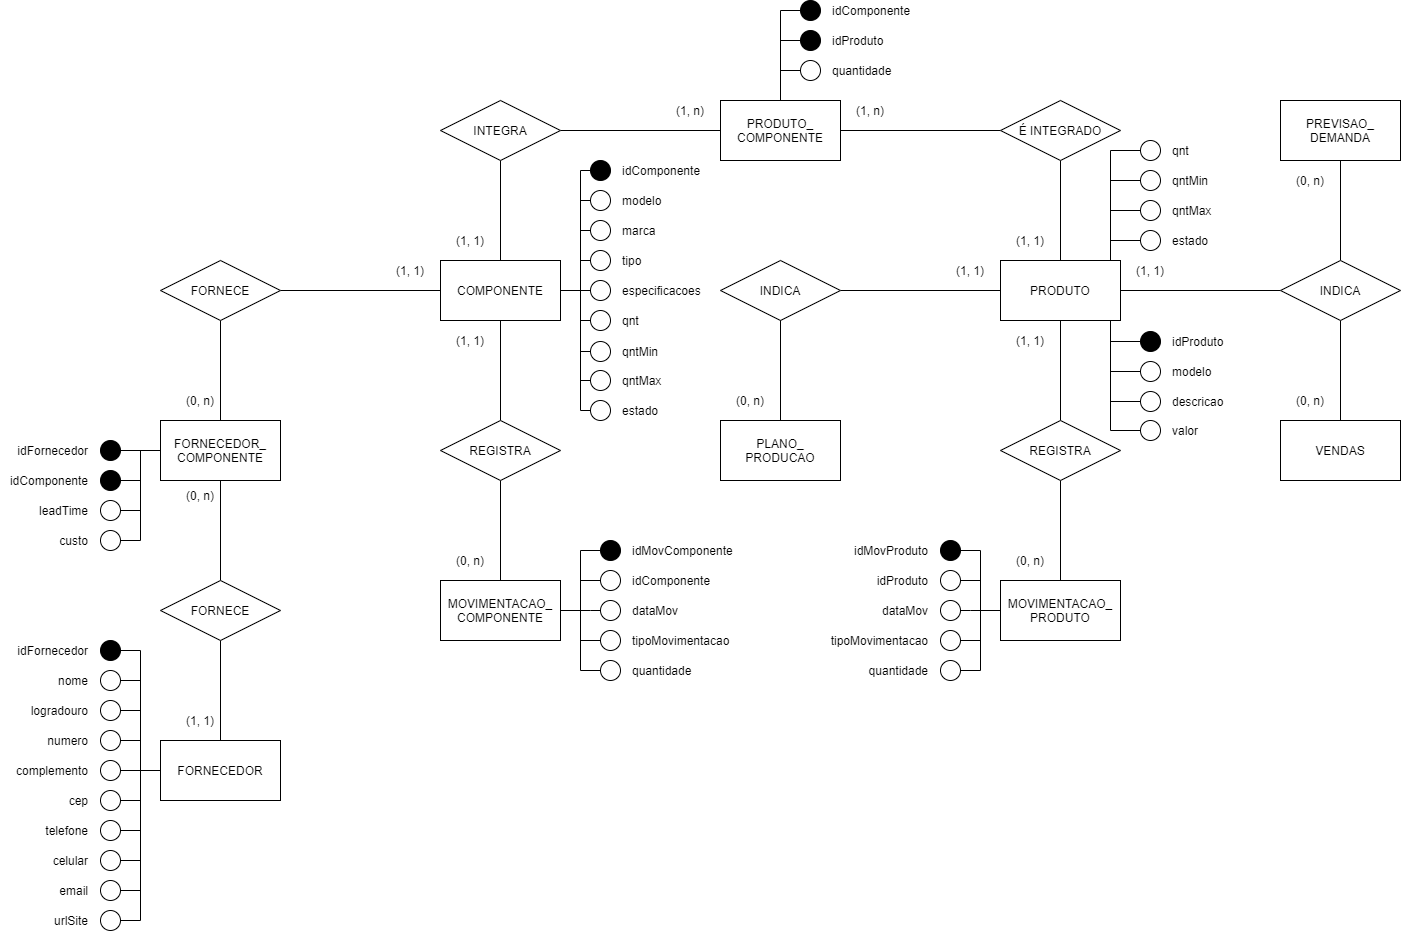 idComponente
idProduto
quantidade
(1, n)
(1, n)
INTEGRA
PRODUTO_
COMPONENTE
É INTEGRADO
PREVISAO_
DEMANDA
idComponente
modelo
marca
tipo
especificacoes
qnt
qntMin
qntMax
estado
qnt
qntMin
qntMax
estado
(0, n)
(1, 1)
(1, 1)
(1, 1)
(1, 1)
(1, 1)
FORNECE
COMPONENTE
INDICA
PRODUTO
INDICA
(1, 1)
(1, 1)
idProduto
modelo
descricao
valor
(0, n)
(0, n)
(0, n)
FORNECEDOR_
COMPONENTE
REGISTRA
PLANO_
PRODUCAO
REGISTRA
VENDAS
idFornecedor
idComponente
leadTime
custo
(0, n)
(0, n)
(0, n)
idMovComponente
idComponente
dataMov
tipoMovimentacao
quantidade
idMovProduto
idProduto
dataMov
tipoMovimentacao
quantidade
FORNECE
MOVIMENTACAO_
COMPONENTE
MOVIMENTACAO_
PRODUTO
idFornecedor
nome
logradouro
numero
complemento
cep
telefone
celular
email
urlSite
(1, 1)
FORNECEDOR